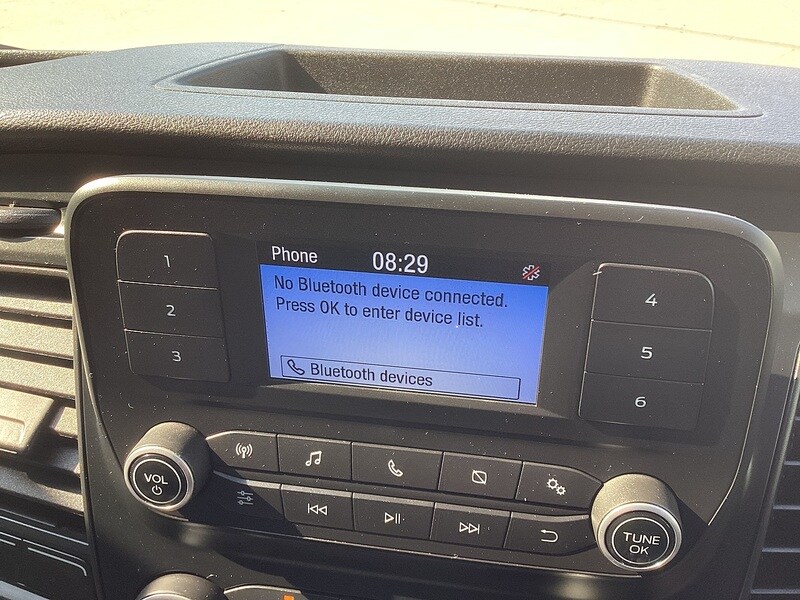 Phone 08:29
No Bluetooth device connected.
Press OK to enter device list.
Bluetooth devices
1
2
3
4
5
6
VOL
TUNE
OK